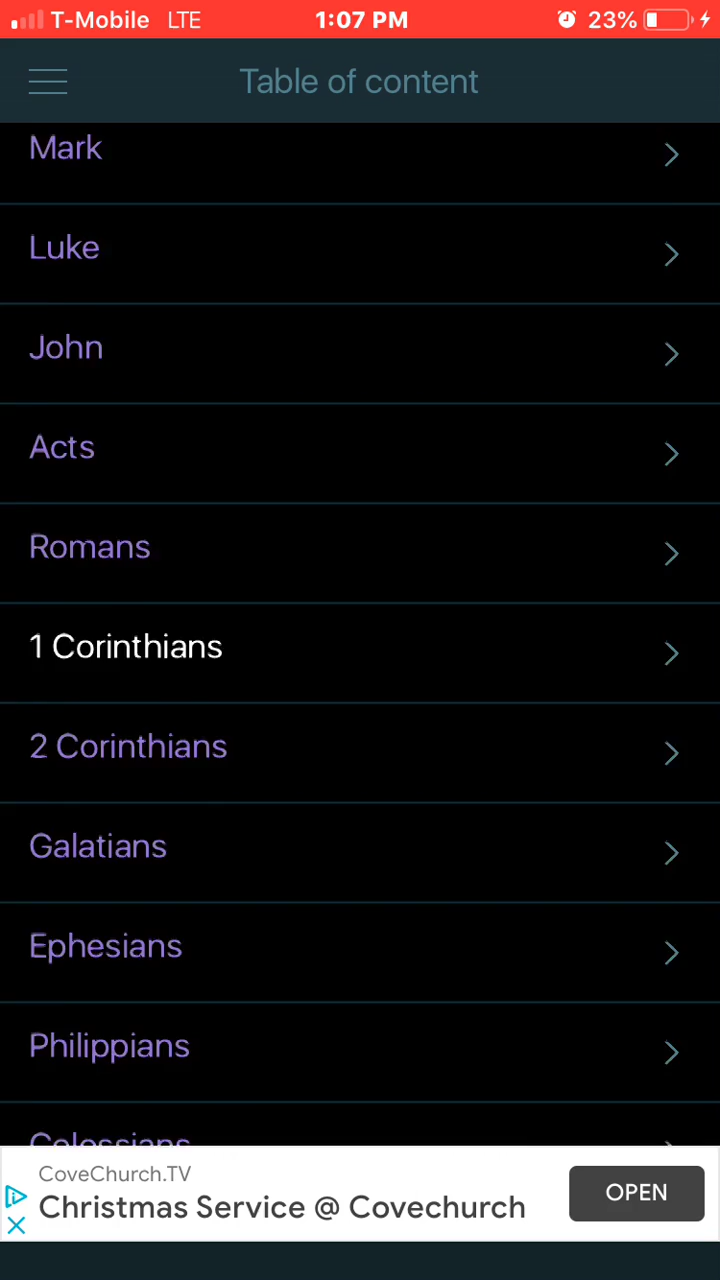 T-Mobile LTE 1:07 PM 23%
Table of content
Mark
Luke
John
Acts
Romans
1 Corinthians
2 Corinthians
Galatians
Ephesians
Philippians
Colossians
CoveChurch.TV
Christmas Service @ Covechurch
OPEN